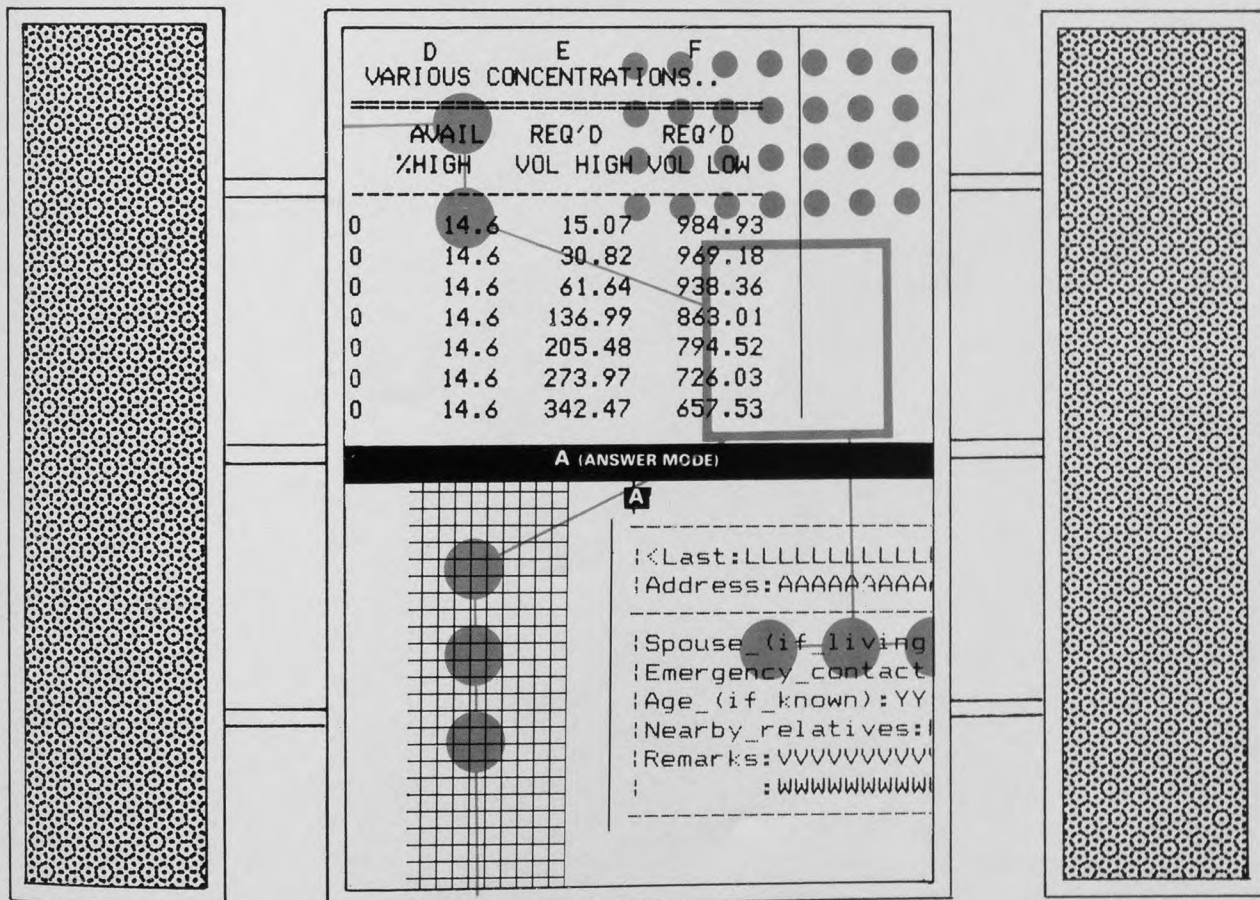 D E F
VARIOUS CONCENTRATIONS..
==============================
AVAIL REQ'D REQ'D
%HIGH VOL HIGH VOL LOW
------------------------------
0 14.6 15.07 984.93
0 14.6 30.82 969.18
0 14.6 61.64 938.36
0 14.6 136.99 863.01
0 14.6 205.48 794.52
0 14.6 273.97 726.03
0 14.6 342.47 657.53
A (ANSWER MODE)
A
|<Last:LLLLLLLLLLLL
|Address:AAAAAAAAAA
|Spouse_(if_living
|Emergency_contact
|Age_(if_known):YY
|Nearby_relatives:
|Remarks:VVVVVVVVVV
| :WWWWWWWWWW